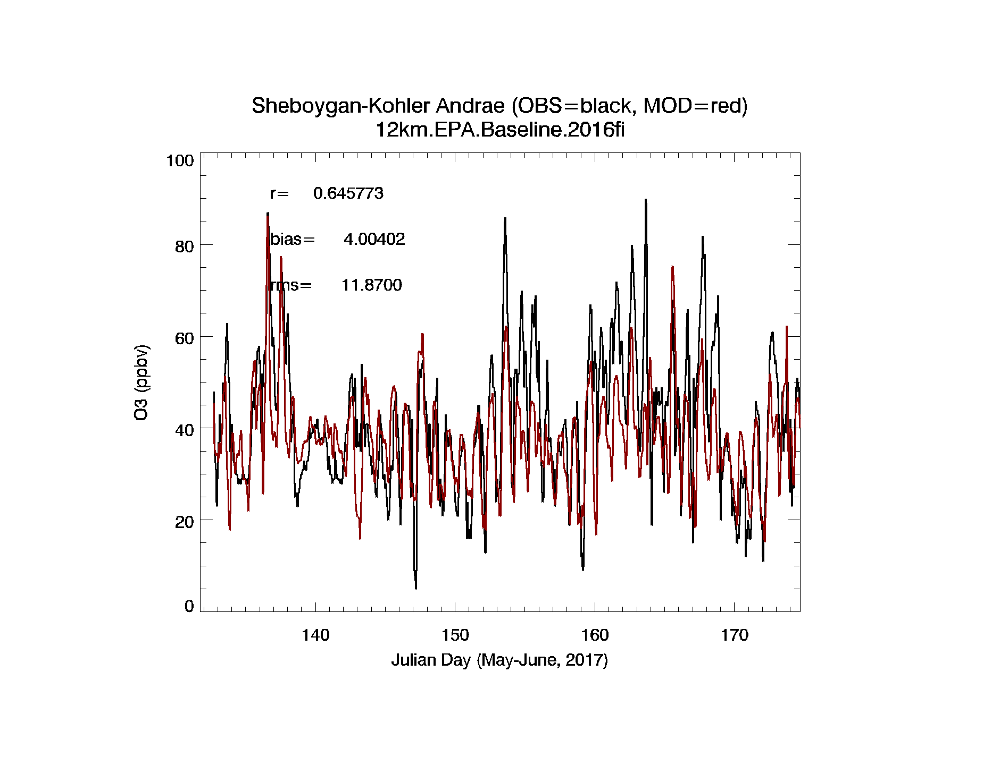 Sheboygan-Kohler Andrae (OBS=black, MOD=red)
12km.EPA.Baseline.2016fi
100
80
60
40
20
0
O3 (ppbv)
r= 0.645773
bias= 4.00402
rms= 11.8700
140 150 160 170
Julian Day (May-June, 2017)